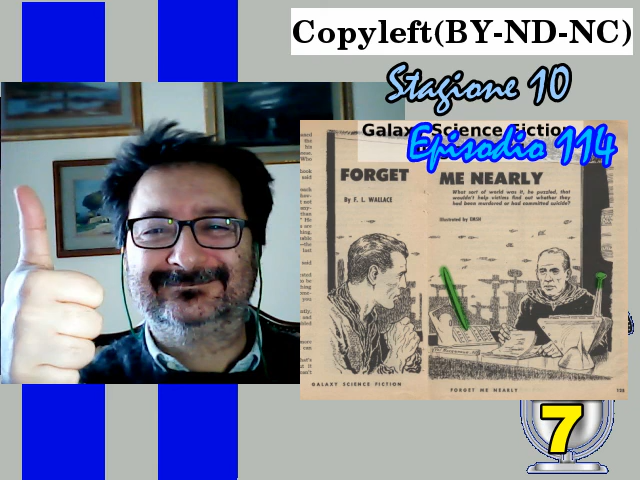 Copyleft(BY-ND-NC)
Stagione 10
Galaxy Science Fiction
Episodio 114
FORGET ME NEARLY
By F. L. WALLACE
What sort of world was it, he puzzled, that
wouldn't help victims find out whether they
had been murdered or had committed suicide?
Illustrated by EMSH
GALAXY SCIENCE FICTION
FORGET ME NEARLY
7